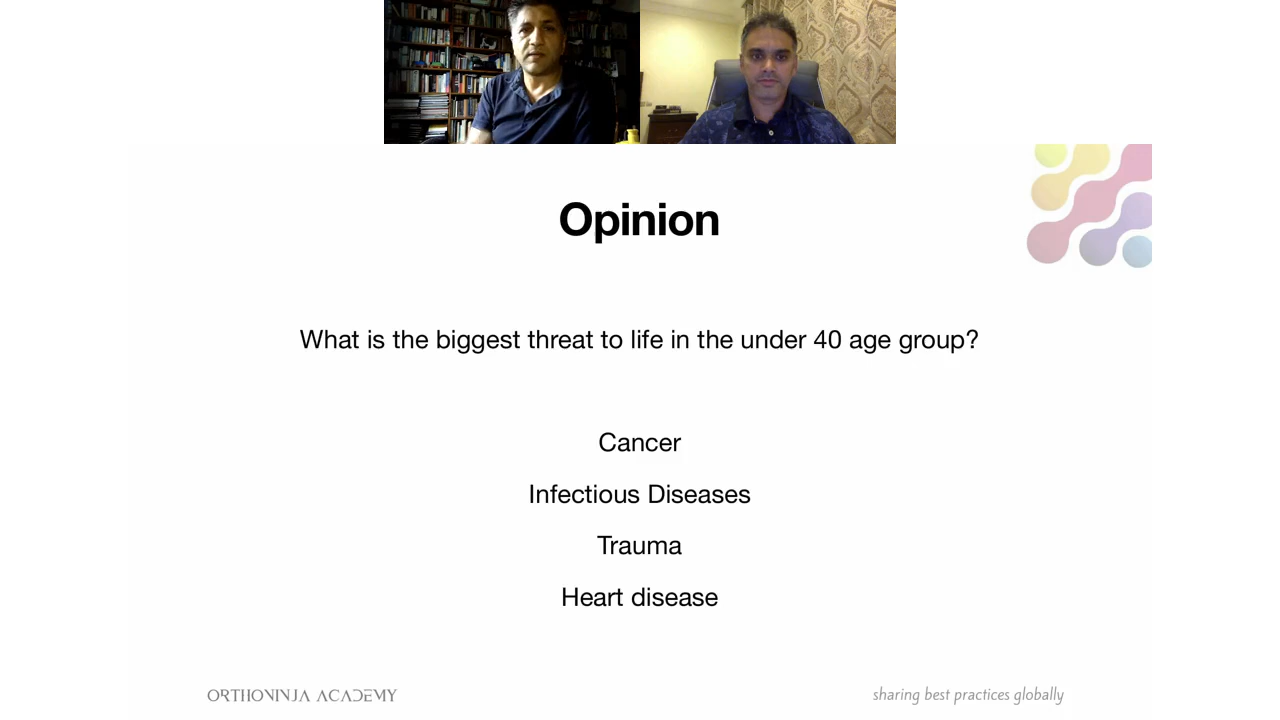 Opinion
What is the biggest threat to life in the under 40 age group?
Cancer
Infectious Diseases
Trauma
Heart disease
ORTHONINJA ACADEMY
sharing best practices globally